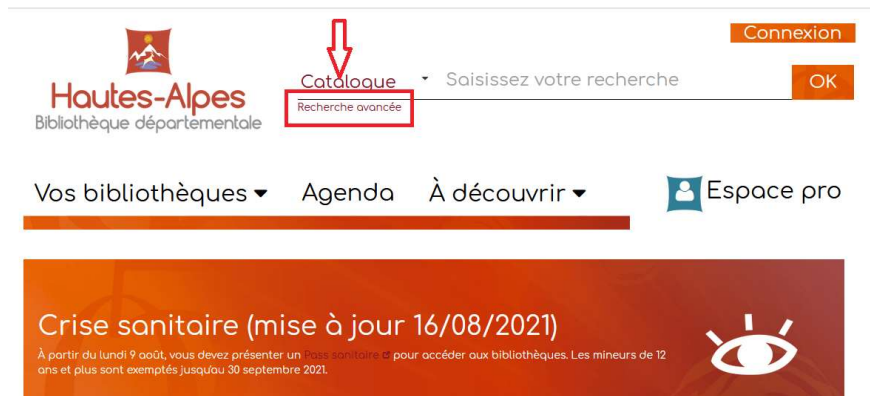 Connexion
Catalogue
Saisissez votre recherche
OK
Recherche avancée
Hautes-Alpes
Bibliothèque départementale
Vos bibliothèques
Agenda
À découvrir
Espace pro
Crise sanitaire (mise à jour 16/08/2021)
À partir du lundi 9 août, vous devez présenter un Pass sanitaire pour accéder aux bibliothèques. Les mineurs de 12
ans et plus sont exemptés jusqu'au 30 septembre 2021.